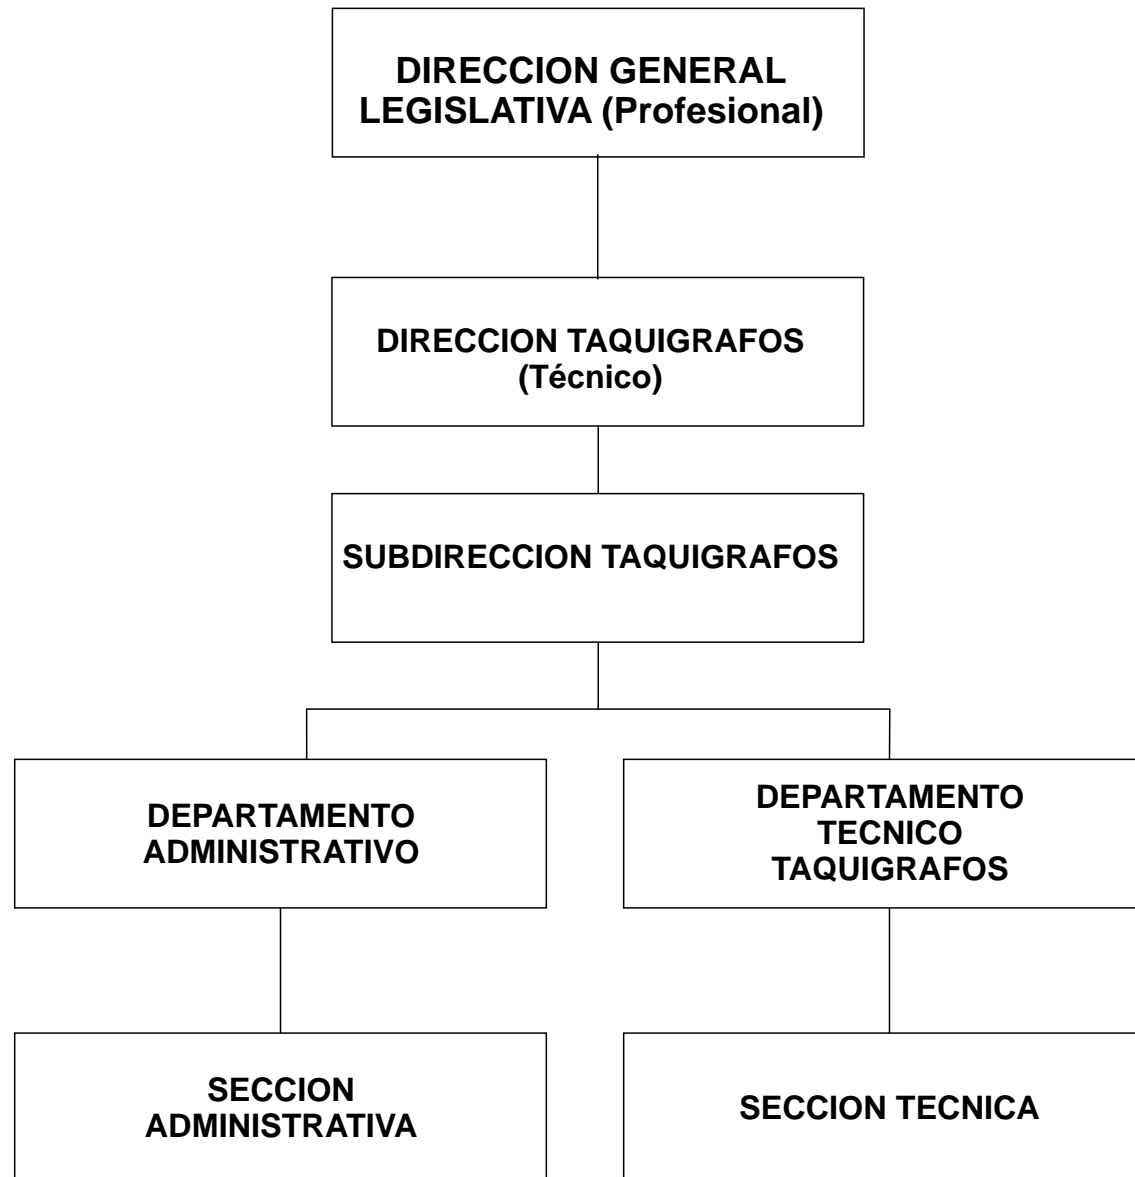 DIRECCION GENERAL
LEGISLATIVA (Profesional)
DIRECCION TAQUIGRAFOS
(Técnico)
SUBDIRECCION TAQUIGRAFOS
DEPARTAMENTO
ADMINISTRATIVO
DEPARTAMENTO
TECNICO
TAQUIGRAFOS
SECCION
ADMINISTRATIVA
SECCION TECNICA